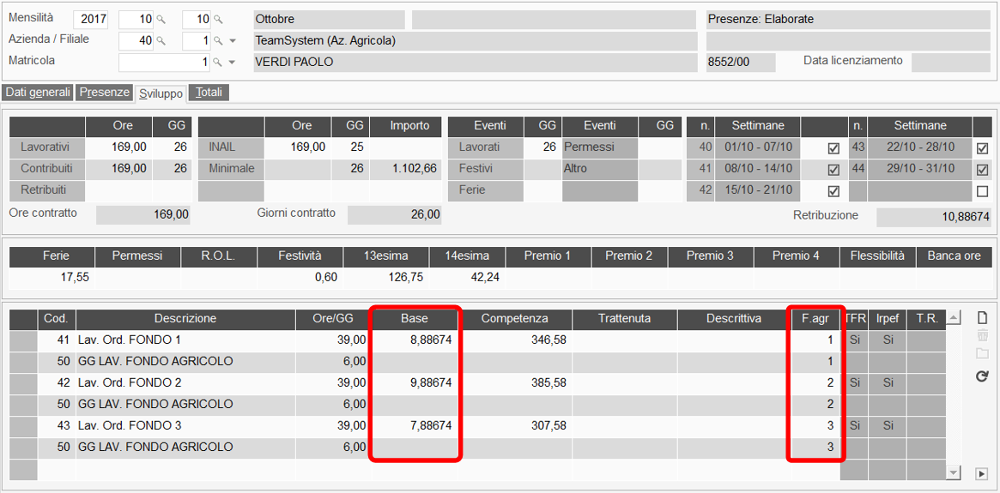 Mensilità 2017 10 10 Ottobre Presenze: Elaborate
Azienda / Filiale 40 1 TeamSystem (Az. Agricola)
Matricola 1 VERDI PAOLO 8552/00 Data licenziamento
Dati generali Presenze Sviluppo Totali
Ore GG Ore GG Importo Eventi GG Eventi GG n. Settimane n. Settimane
Lavorativi 169,00 26 INAIL 169,00 25 Lavorati 26 Permessi 40 01/10 - 07/10 43 22/10 - 28/10
Contributi 169,00 26 Minimale 26 1.102,66 Festivi Altro 41 08/10 - 14/10 44 29/10 - 31/10
Retribuiti Ferie 42 15/10 - 21/10
Ore contratto 169,00 Giorni contratto 26,00 Retribuzione 10,88674
Ferie Permessi R.O.L. Festività 13esima 14esima Premio 1 Premio 2 Premio 3 Premio 4 Flessibilità Banca ore
17,55 0,60 126,75 42,24
Cod. Descrizione Ore/GG Base Competenza Trattenuta Descrittiva F.agr TFR Irpef T.R.
41 Lav. Ord. FONDO 1 39,00 8,88674 346,58 1 Si Si
50 GG LAV. FONDO AGRICOLO 6,00 1
42 Lav. Ord. FONDO 2 39,00 9,88674 385,58 2 Si Si
50 GG LAV. FONDO AGRICOLO 6,00 2
43 Lav. Ord. FONDO 3 39,00 7,88674 307,58 3 Si Si
50 GG LAV. FONDO AGRICOLO 6,00 3